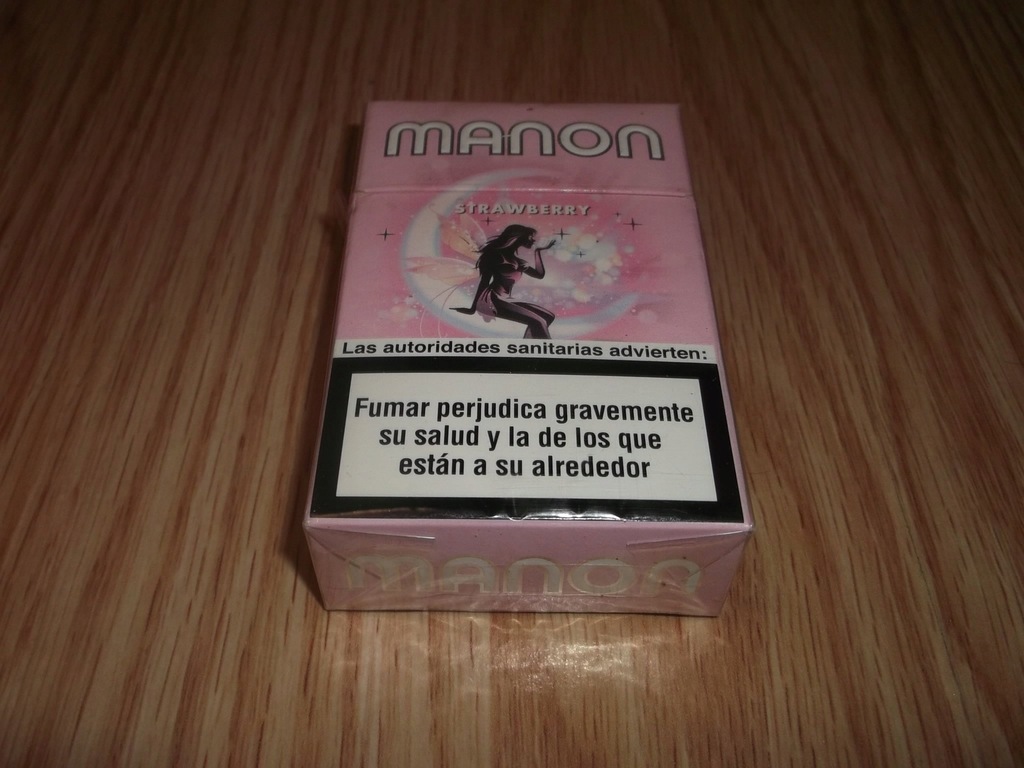 MANON
STRAWBERRY
Las autoridades sanitarias advierten:
Fumar perjudica gravemente
su salud y la de los que
están a su alrededor
MANON